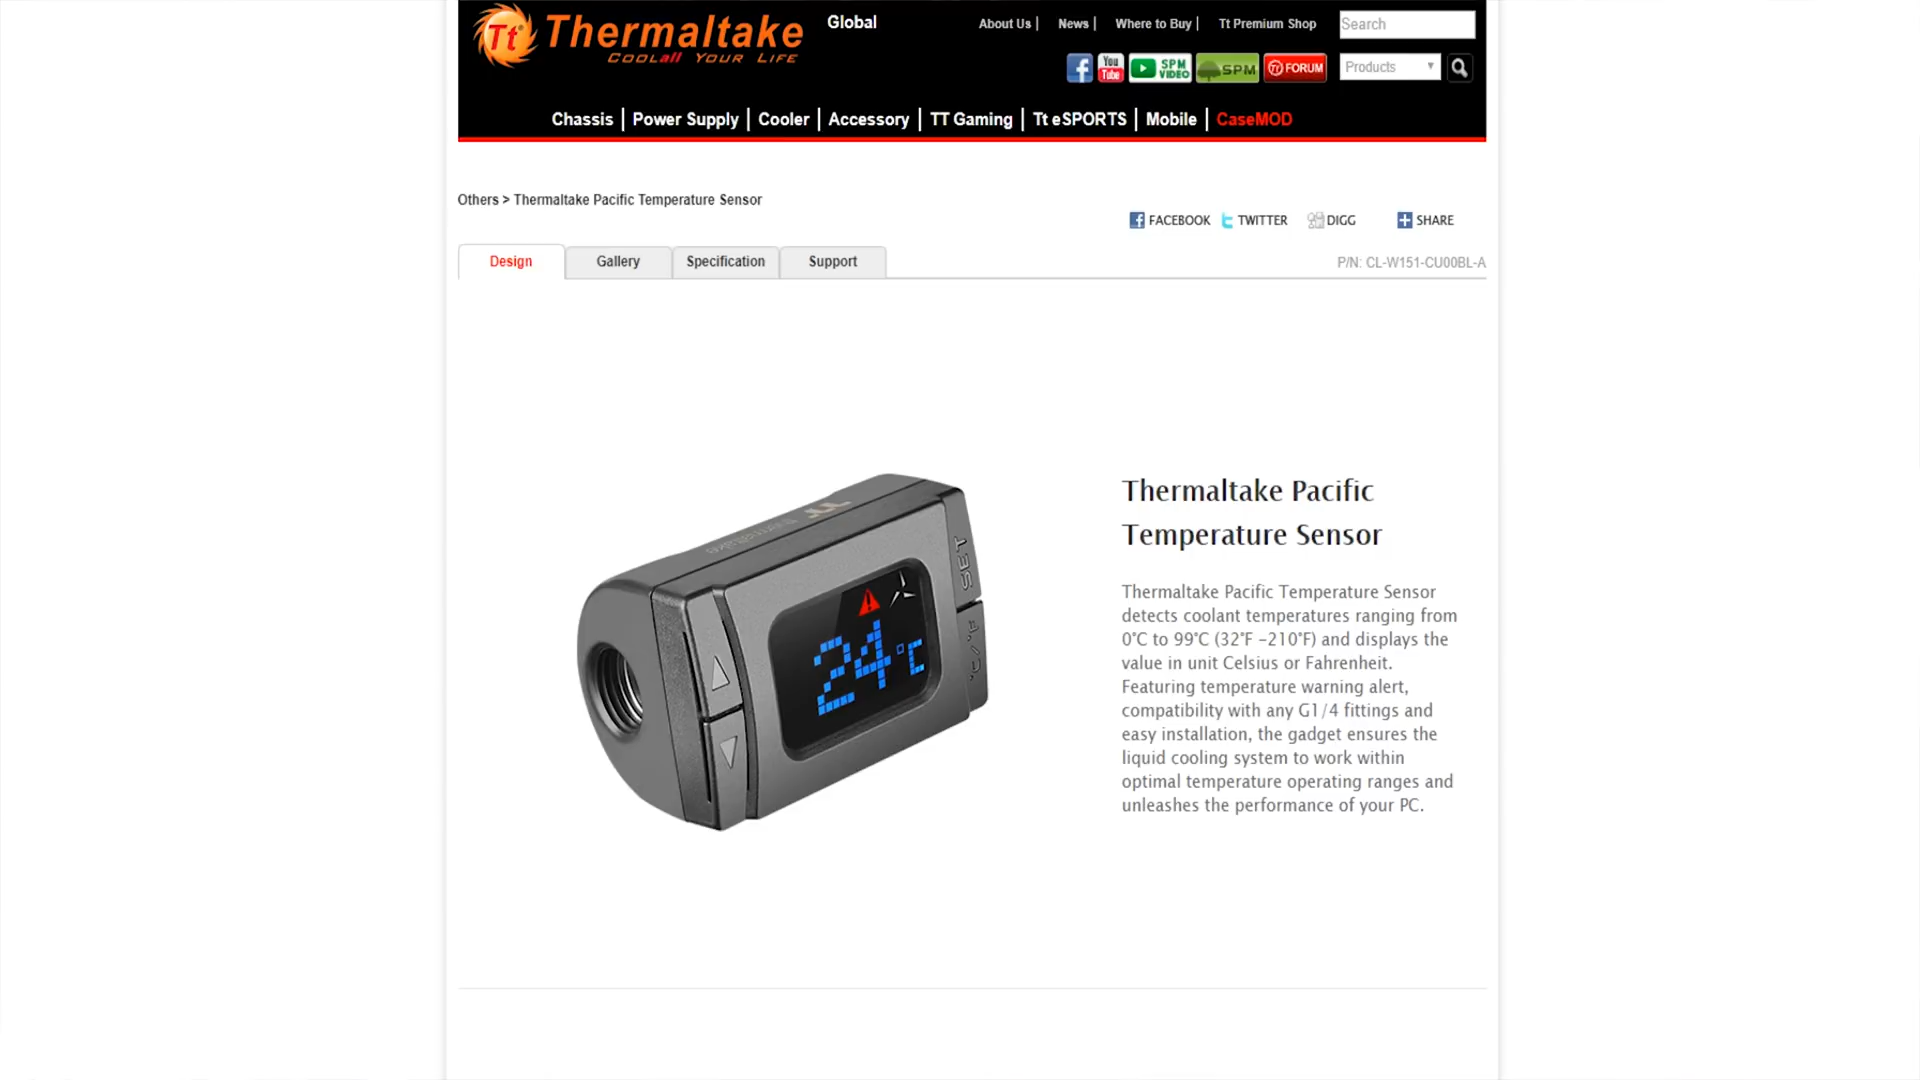 Tt Thermaltake
COOLall YOUR LIFE
Global
About Us | News | Where to Buy | Tt Premium Shop
Search
You Tube
SPM VIDEO
SPM
Tt FORUM
Products
Chassis | Power Supply | Cooler | Accessory | TT Gaming | Tt eSPORTS | Mobile | CaseMOD
Others > Thermaltake Pacific Temperature Sensor
FACEBOOK TWITTER DIGG SHARE
Design Gallery Specification Support
P/N: CL-W151-CU00BL-A
Thermaltake
SET
°C/°F
24°C
Thermaltake Pacific
Temperature Sensor
Thermaltake Pacific Temperature Sensor
detects coolant temperatures ranging from
0°C to 99°C (32°F -210°F) and displays the
value in unit Celsius or Fahrenheit.
Featuring temperature warning alert,
compatibility with any G1/4 fittings and
easy installation, the gadget ensures the
liquid cooling system to work within
optimal temperature operating ranges and
unleashes the performance of your PC.